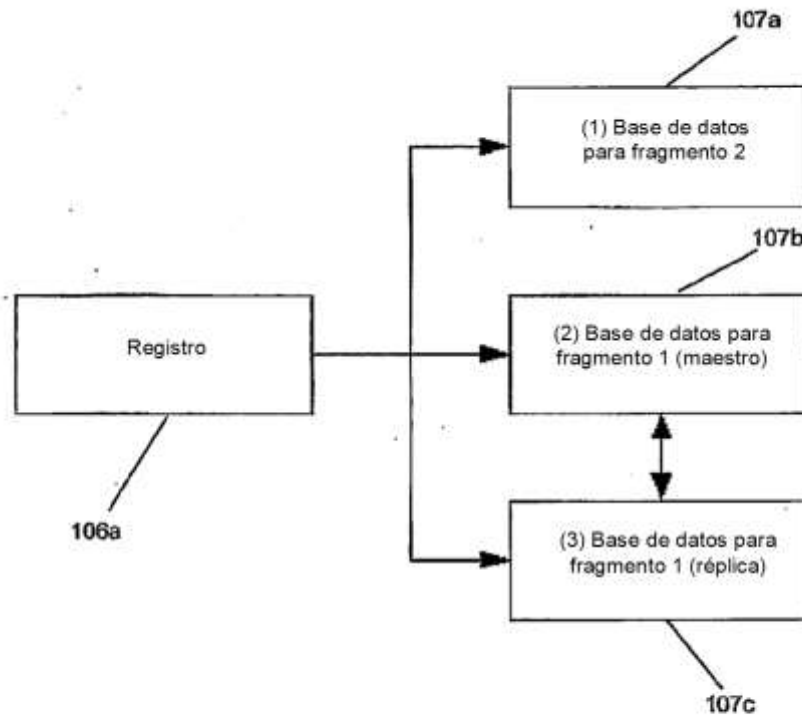 107a
(1) Base de datos
para fragmento 2
107b
Registro
(2) Base de datos para
fragmento 1 (maestro)
106a
(3) Base de datos para
fragmento 1 (réplica)
107c